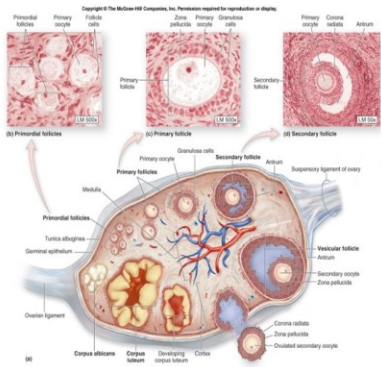 Copyright © The McGraw-Hill Companies, Inc. Permission required for reproduction or display.
Primordial follicles
Primary oocyte
Follicle cells
LM 500x
(b) Primordial follicles
Zona pellucida
Primary oocyte
Granulosa cells
Primary follicle
LM 500x
(c) Primary follicle
Primary oocyte
Corona radiata
Antrum
Secondary follicle
LM 50x
(d) Secondary follicle
Granulosa cells
Primary oocyte
Primary follicles
Secondary follicle
Antrum
Suspensory ligament of ovary
Medulla
Primordial follicles
Tunica albuginea
Germinal epithelium
Vesicular follicle
Antrum
Secondary oocyte
Zona pellucida
Ovarian ligament
Corona radiata
Zona pellucida
Ovulated secondary oocyte
Corpus albicans
Corpus luteum
Developing corpus luteum
Cortex
(a)